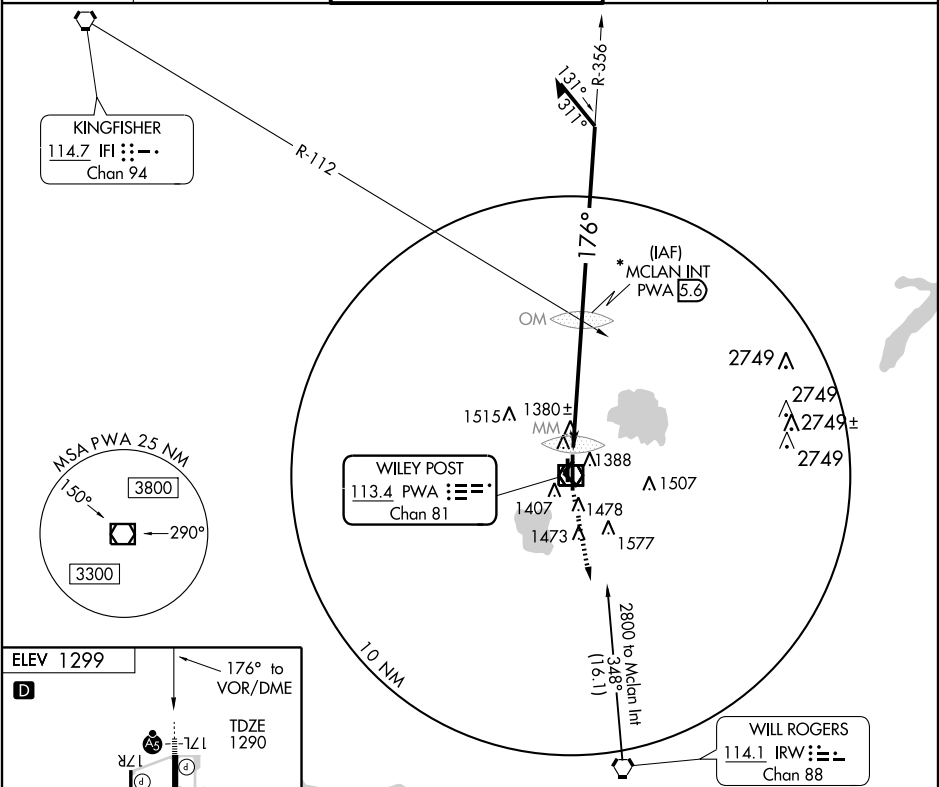 R-356
131°
311°
KINGFISHER
114.7 IFI
Chan 94
R-112
176°
(IAF)
* MCLAN INT
PWA 5.6
OM
2749
2749
2749±
2749
1515
1380±
MM
1388
WILEY POST
113.4 PWA
Chan 81
1507
1407
1478
1473
1577
MSA PWA 25 NM
150°
3800
290°
3300
2800 to Mclan Int
348°
(16.1)
10 NM
ELEV 1299
D
176° to
VOR/DME
TDZE
1290
A5
17L
17R
P
P
WILL ROGERS
114.1 IRW
Chan 88